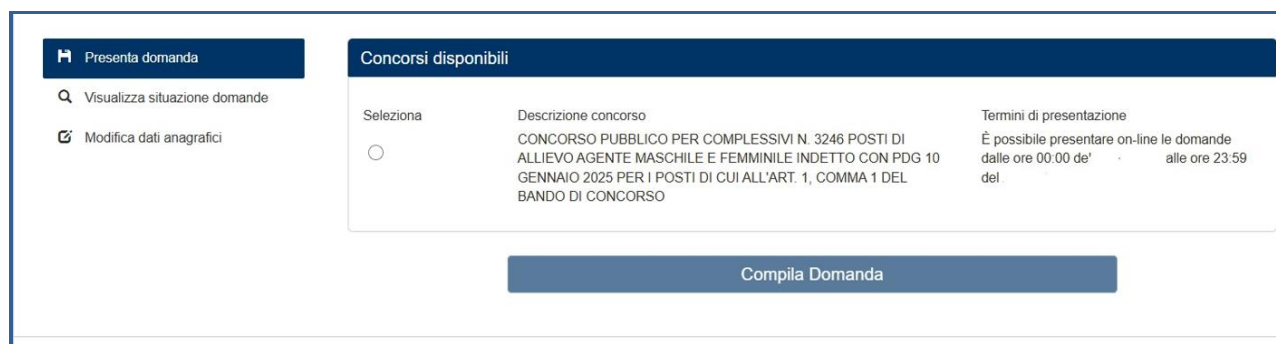 Presenta domanda
Visualizza situazione domande
Modifica dati anagrafici
Concorsi disponibili
Seleziona
Descrizione concorso
CONCORSO PUBBLICO PER COMPLESSIVI N. 3246 POSTI DI
ALLIEVO AGENTE MASCHILE E FEMMINILE INDETTO CON PDG 10
GENNAIO 2025 PER I POSTI DI CUI ALL'ART. 1, COMMA 1 DEL
BANDO DI CONCORSO
Termini di presentazione
È possibile presentare on-line le domande
dalle ore 00:00 de' alle ore 23:59
del
Compila Domanda